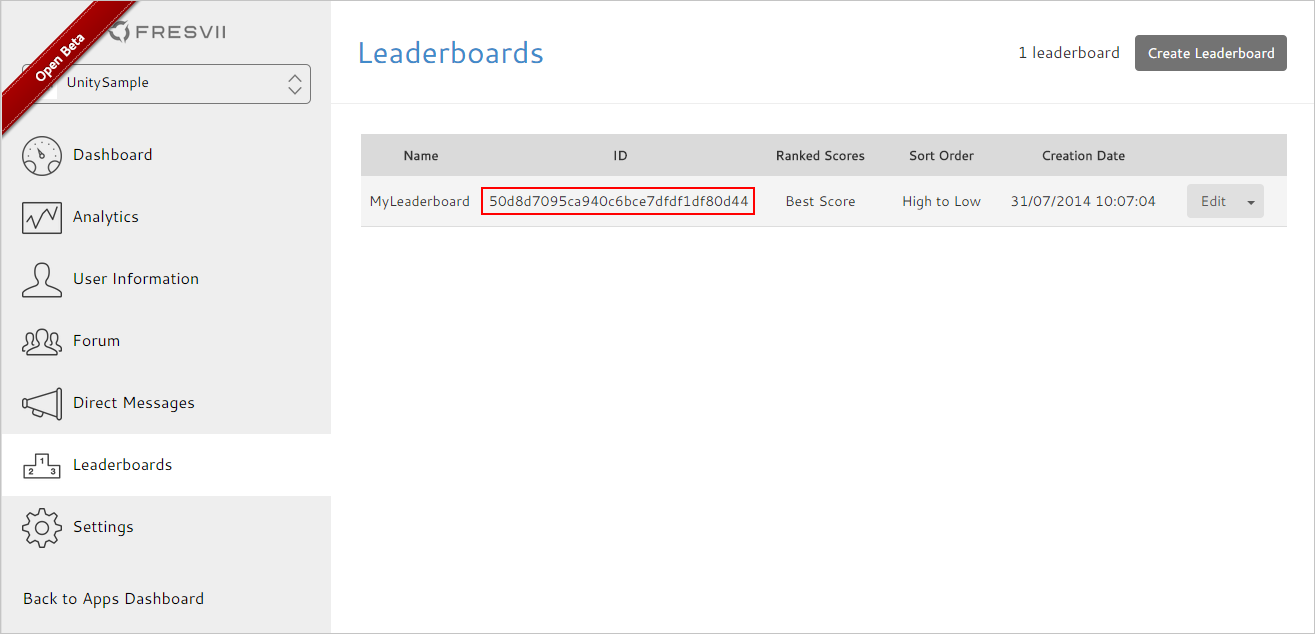 Open Beta
FRESVII
UnitySample
Dashboard
Analytics
User Information
Forum
Direct Messages
1
2 3
Leaderboards
Settings
Back to Apps Dashboard
Leaderboards
1 leaderboard
Create Leaderboard
Name ID Ranked Scores Sort Order Creation Date
MyLeaderboard 50d8d7095ca940c6bce7dfdf1df80d44 Best Score High to Low 31/07/2014 10:07:04 Edit